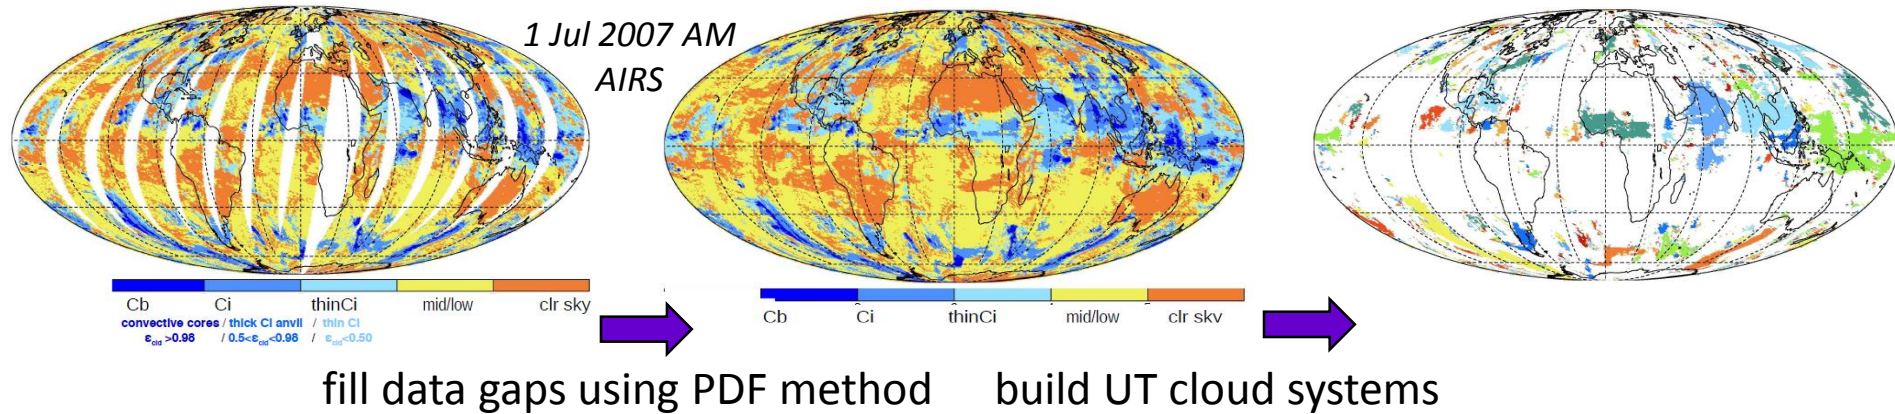 1 Jul 2007 AM
AIRS
Cb Ci thinCi mid/low clr sky
convective cores / thick Ci anvil / thin Ci
εcld >0.98 / 0.5<εcld<0.98 / εcld<0.50
Cb Ci thinCi mid/low clr sky
fill data gaps using PDF method build UT cloud systems